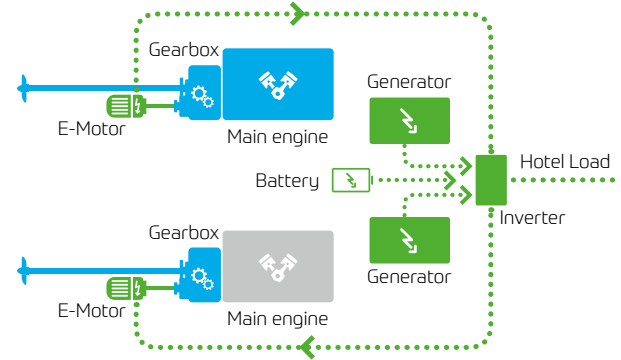 Gearbox
Generator
E-Motor
Main engine
Hotel Load
Battery
Inverter
Gearbox
Generator
E-Motor
Main engine